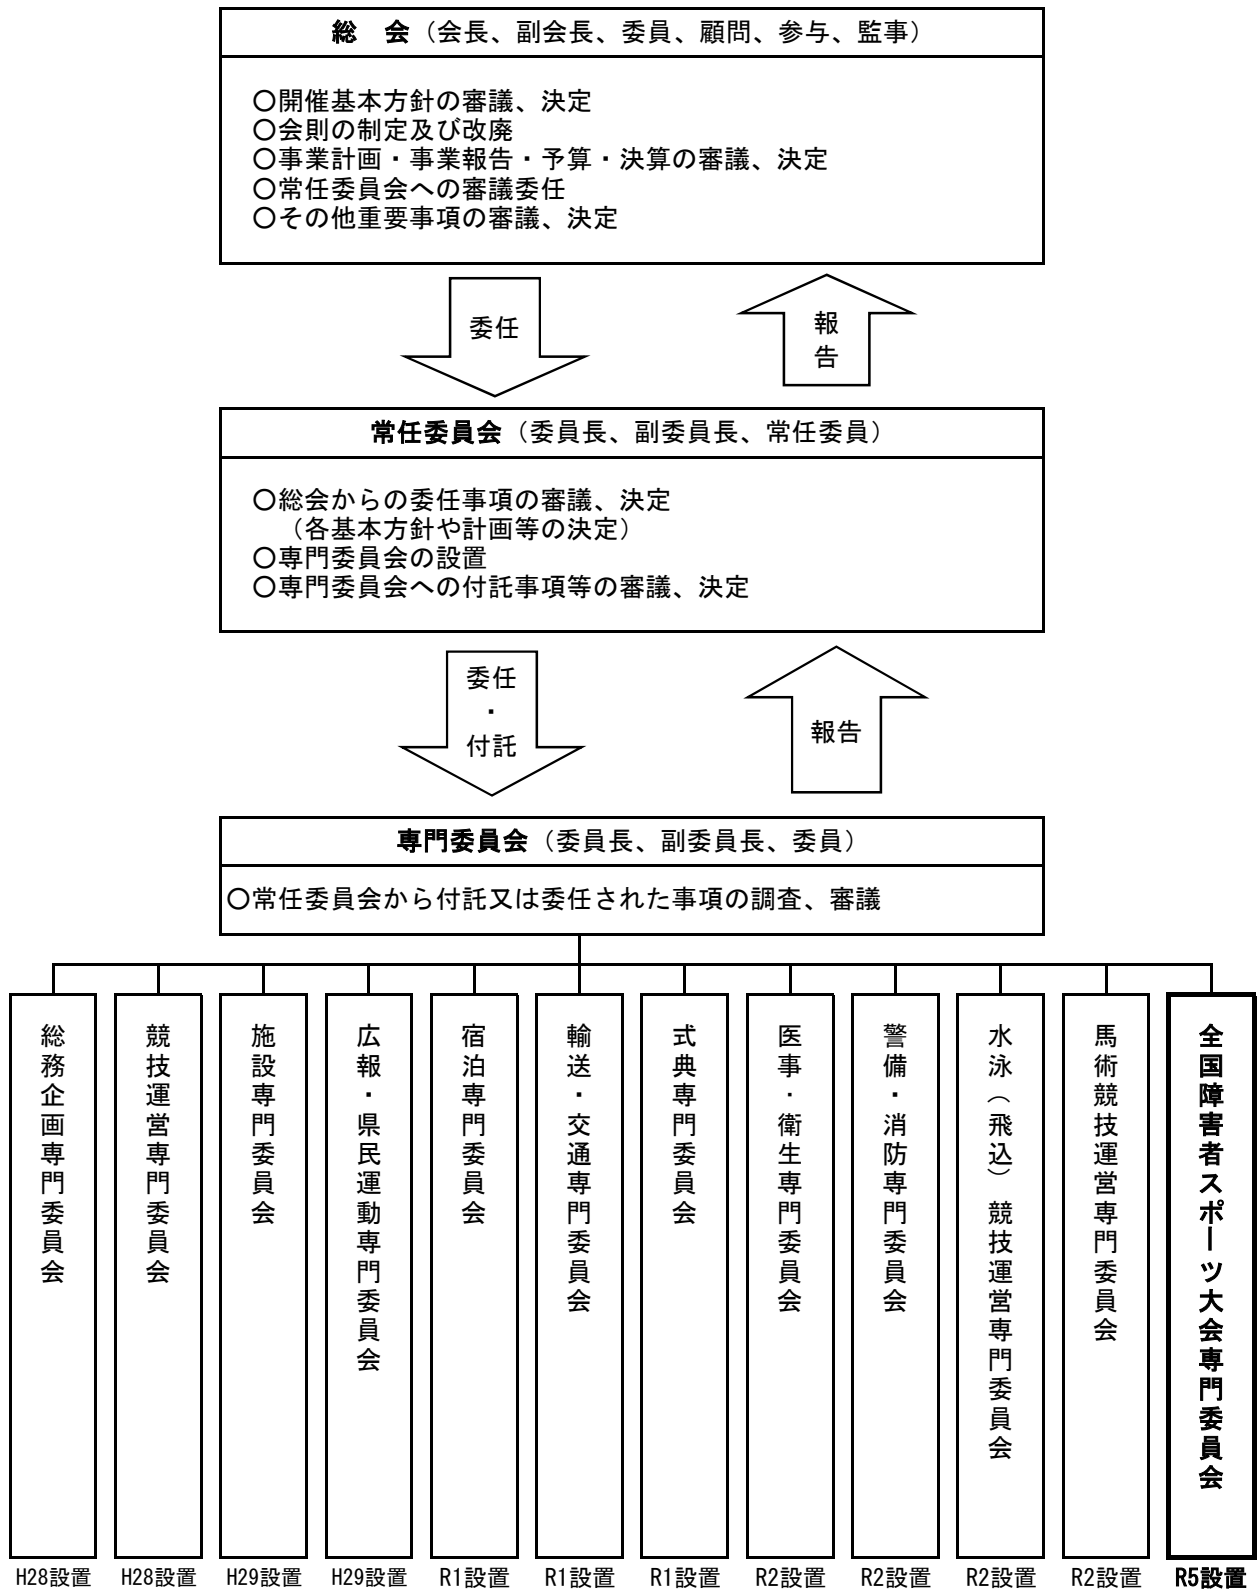 総　会（会長、副会長、委員、顧問、参与、監事）
〇開催基本方針の審議、決定
〇会則の制定及び改廃
〇事業計画・事業報告・予算・決算の審議、決定
〇常任委員会への審議委任
〇その他重要事項の審議、決定
委任
報
告
常任委員会（委員長、副委員長、常任委員）
〇総会からの委任事項の審議、決定
（各基本方針や計画等の決定）
〇専門委員会の設置
〇専門委員会への付託事項等の審議、決定
委任
・
付託
報告
専門委員会（委員長、副委員長、委員）
〇常任委員会から付託又は委任された事項の調査、審議
総務企画専門委員会
競技運営専門委員会
施設専門委員会
広報・県民運動専門委員会
宿泊専門委員会
輸送・交通専門委員会
式典専門委員会
医事・衛生専門委員会
警備・消防専門委員会
水泳（飛込）競技運営専門委員会
馬術競技運営専門委員会
全国障害者スポーツ大会専門委員会
H28設置
H28設置
H29設置
H29設置
R1設置
R1設置
R1設置
R2設置
R2設置
R2設置
R2設置
R5設置